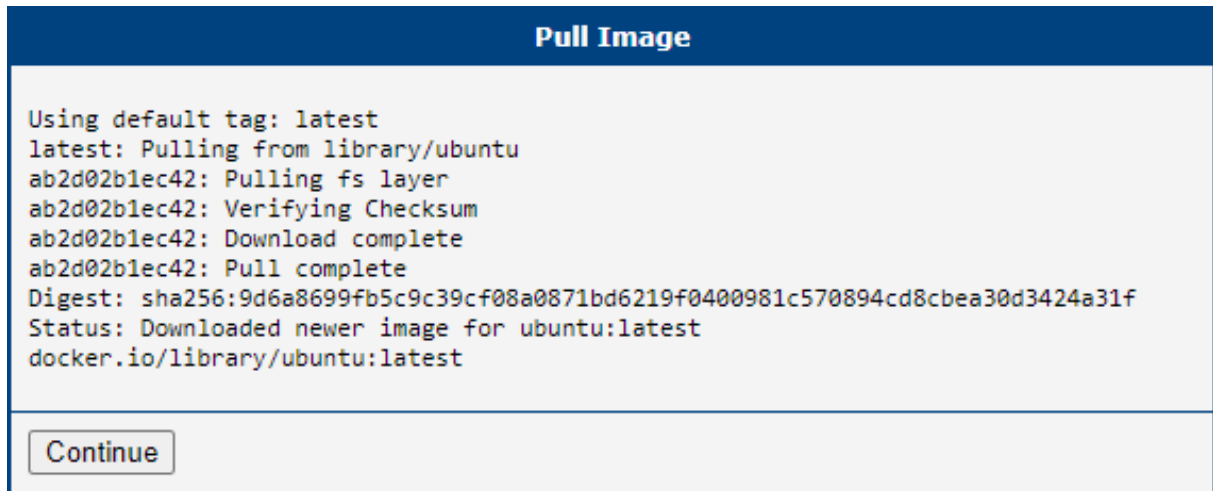 Pull Image
Using default tag: latest
latest: Pulling from library/ubuntu
ab2d02b1ec42: Pulling fs layer
ab2d02b1ec42: Verifying Checksum
ab2d02b1ec42: Download complete
ab2d02b1ec42: Pull complete
Digest: sha256:9d6a8699fb5c9c39cf08a0871bd6219f0400981c570894cd8cbea30d3424a31f
Status: Downloaded newer image for ubuntu:latest
docker.io/library/ubuntu:latest
Continue